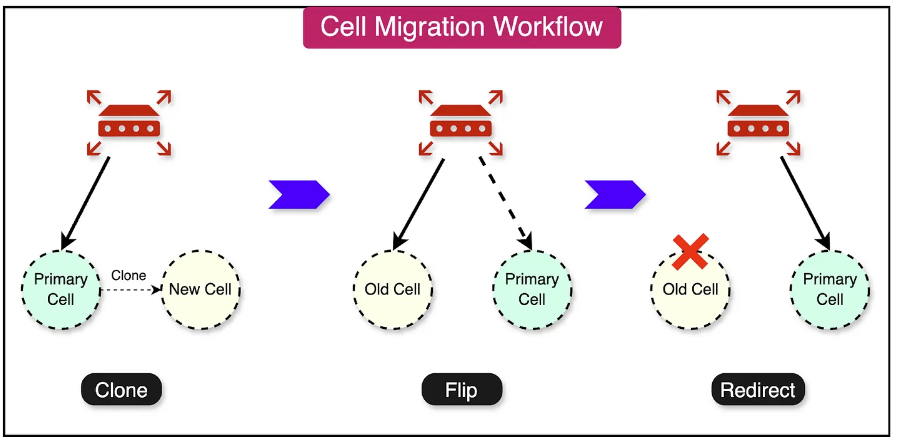 Cell Migration Workflow
Primary
Cell
Clone
New Cell
Clone
Old Cell
Primary
Cell
Flip
Old Cell
Primary
Cell
Redirect